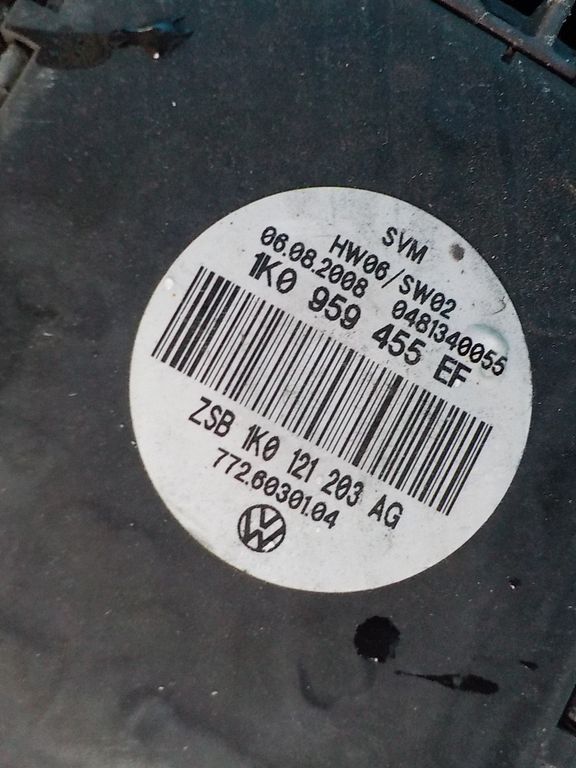 SVM
HW06/SW02
06.08.2008 0481340055
1K0 959 455 EF
ZSB 1K0 121 203 AG
772.60301.04